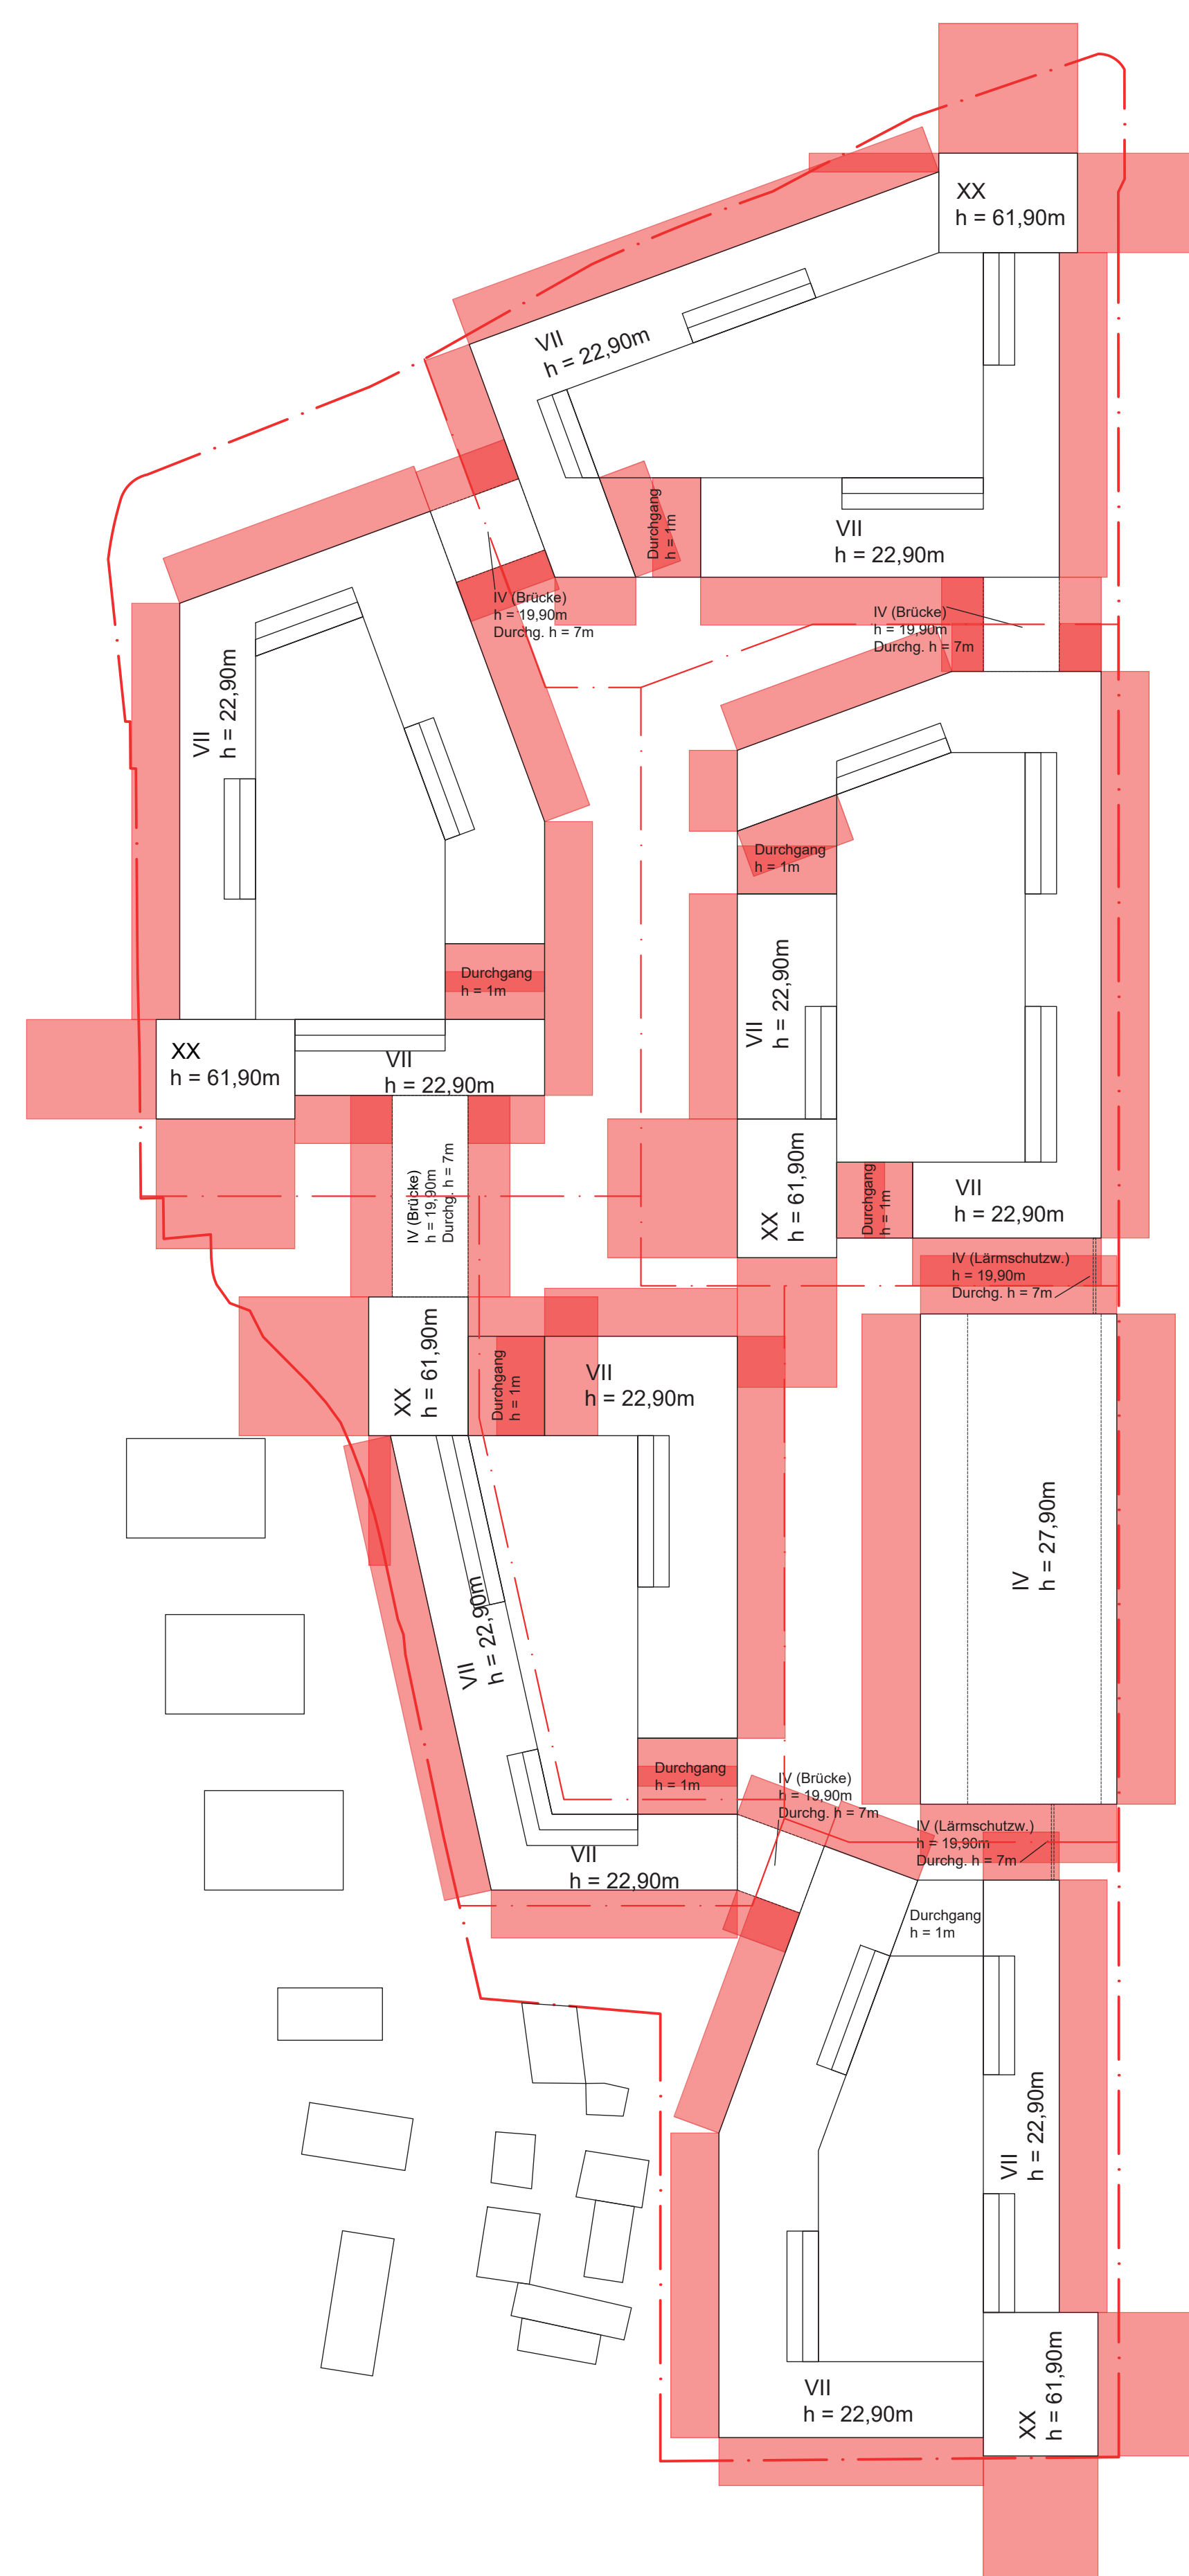 XX
h = 61,90m
VII
h = 22,90m
Durchgang
h = 1m
VII
h = 22,90m
IV (Brücke)
h = 19,90m
Durchg. h = 7m
IV (Brücke)
h = 19,90m
Durchg. h = 7m
VII
h = 22,90m
Durchgang
h = 1m
VII
h = 22,90m
Durchgang
h = 1m
XX
h = 61,90m
VII
h = 22,90m
IV (Brücke)
h = 19,90m
Durchg. h = 7m
XX
h = 61,90m
Durchgang
h = 1m
VII
h = 22,90m
IV (Lärmschutzw.)
h = 19,90m
Durchg. h = 7m
XX
h = 61,90m
Durchgang
h = 1m
VII
h = 22,90m
IV
h = 27,90m
VII
h = 22,90m
Durchgang
h = 1m
IV (Brücke)
h = 19,90m
Durchg. h = 7m
IV (Lärmschutzw.)
h = 19,90m
Durchg. h = 7m
VII
h = 22,90m
Durchgang
h = 1m
VII
h = 22,90m
VII
h = 22,90m
XX
h = 61,90m